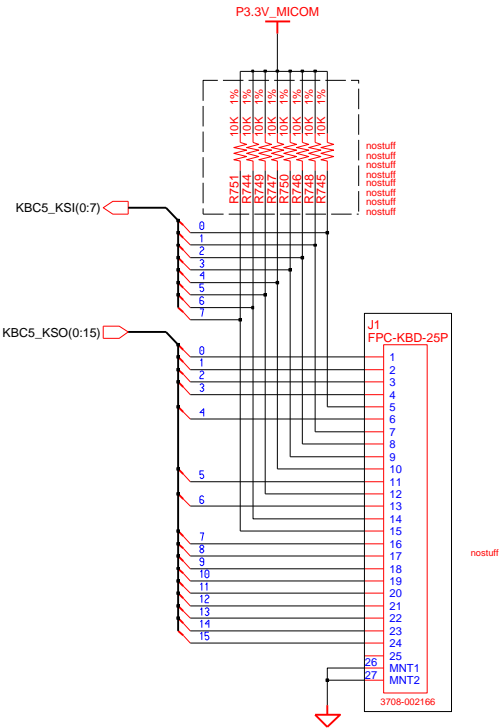 P3.3V_MICOM
10K 1%
10K 1%
10K 1%
10K 1%
10K 1%
10K 1%
10K 1%
10K 1%
R751
R744
R749
R747
R750
R746
R748
R745
nostuff
nostuff
nostuff
nostuff
nostuff
nostuff
nostuff
nostuff
KBC5_KSI(0:7)
0
1
2
3
4
5
6
7
KBC5_KSO(0:15)
0
1
2
3
4
5
6
7
8
9
10
11
12
13
14
15
J1
FPC-KBD-25P
1
2
3
4
5
6
7
8
9
10
11
12
13
14
15
16
17
18
19
20
21
22
23
24
25
26 MNT1
27 MNT2
3708-002166
nostuff